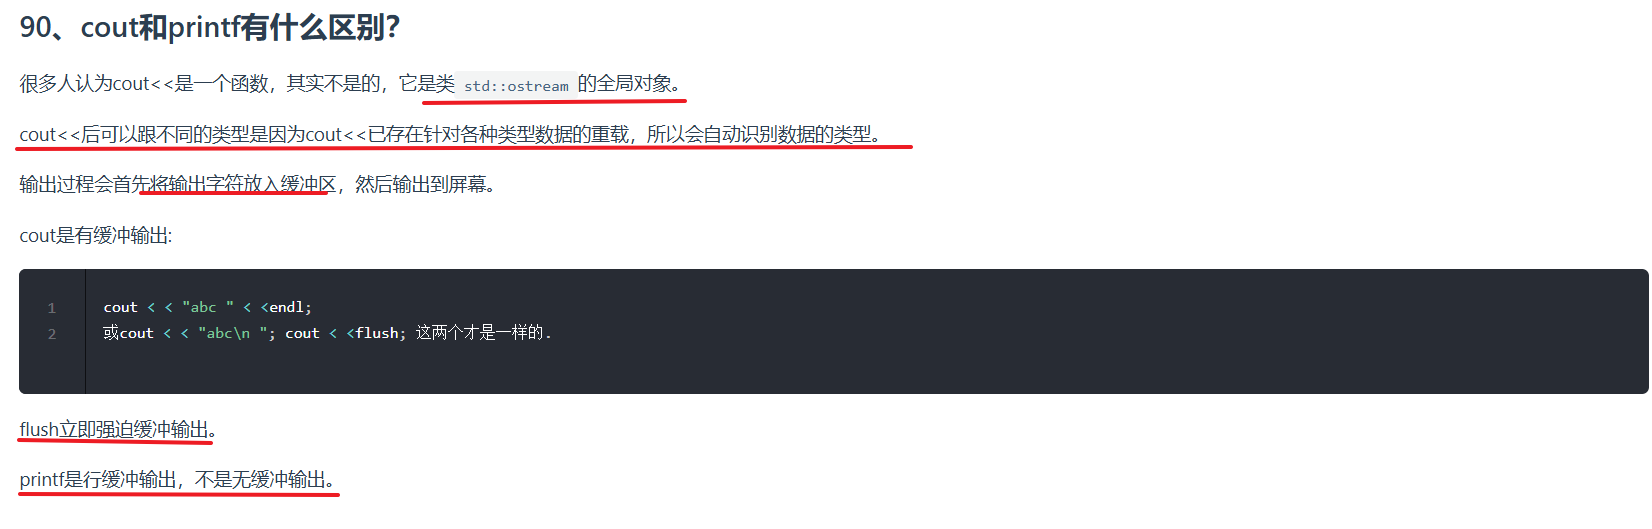 90、cout和printf有什么区别?
很多人认为cout<<是一个函数，其实不是的，它是类 std::ostream 的全局对象。
cout<<后可以跟不同的类型是因为cout<<已存在针对各种类型数据的重载，所以会自动识别数据的类型。
输出过程会首先将输出字符放入缓冲区，然后输出到屏幕。
cout是有缓冲输出:
1 cout < < "abc " < <endl;
2 或cout < < "abc\n "; cout < <flush; 这两个才是一样的.
flush立即强迫缓冲输出。
printf是行缓冲输出，不是无缓冲输出。